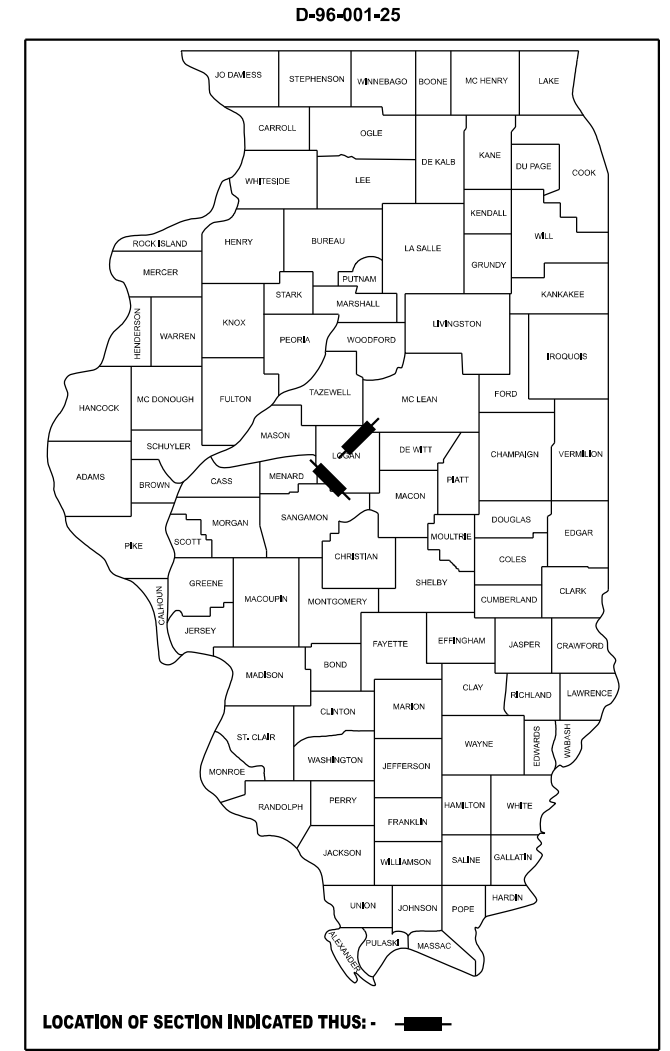 D-96-001-25
JO DAVIESS
STEPHENSON
WINNEBAGO
BOONE
MC HENRY
LAKE
CARROLL
OGLE
DE KALB
KANE
DU PAGE
COOK
WHITESIDE
LEE
KENDALL
WILL
ROCK ISLAND
HENRY
BUREAU
LA SALLE
GRUNDY
MERCER
PUTNAM
KANKAKEE
STARK
MARSHALL
HENDERSON
WARREN
KNOX
PEORIA
WOODFORD
LIVINGSTON
IROQUOIS
HANCOCK
MC DONOUGH
FULTON
TAZEWELL
MC LEAN
FORD
MASON
SCHUYLER
LOGAN
DE WITT
PIATT
CHAMPAIGN
VERMILION
ADAMS
BROWN
CASS
MENARD
MACON
MORGAN
SANGAMON
DOUGLAS
PIKE
SCOTT
CHRISTIAN
MOULTRIE
COLES
EDGAR
CALHOUN
GREENE
MACOUPIN
MONTGOMERY
SHELBY
CUMBERLAND
CLARK
JERSEY
FAYETTE
EFFINGHAM
JASPER
CRAWFORD
MADISON
BOND
CLAY
RICHLAND
LAWRENCE
CLINTON
MARION
ST. CLAIR
WAYNE
EDWARDS
WABASH
MONROE
WASHINGTON
JEFFERSON
RANDOLPH
PERRY
HAMILTON
WHITE
FRANKLIN
JACKSON
WILLIAMSON
SALINE
GALLATIN
UNION
JOHNSON
POPE
HARDIN
ALEXANDER
PULASKI
MASSAC
LOCATION OF SECTION INDICATED THUS: -